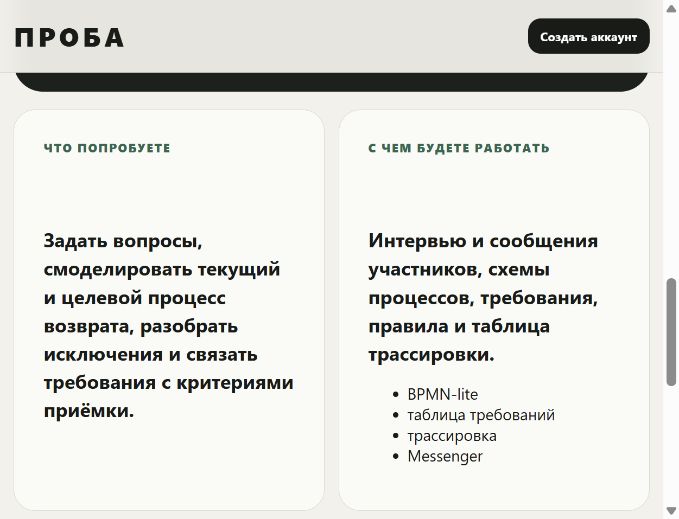 ПРОБА
Создать аккаунт
ЧТО ПОПРОБУЕТЕ
Задать вопросы,
смоделировать текущий
и целевой процесс
возврата, разобрать
исключения и связать
требования с критериями
приёмки.
С ЧЕМ БУДЕТЕ РАБОТАТЬ
Интервью и сообщения
участников, схемы
процессов, требования,
правила и таблица
трассировки.
• BPMN-lite
• таблица требований
• трассировка
• Messenger